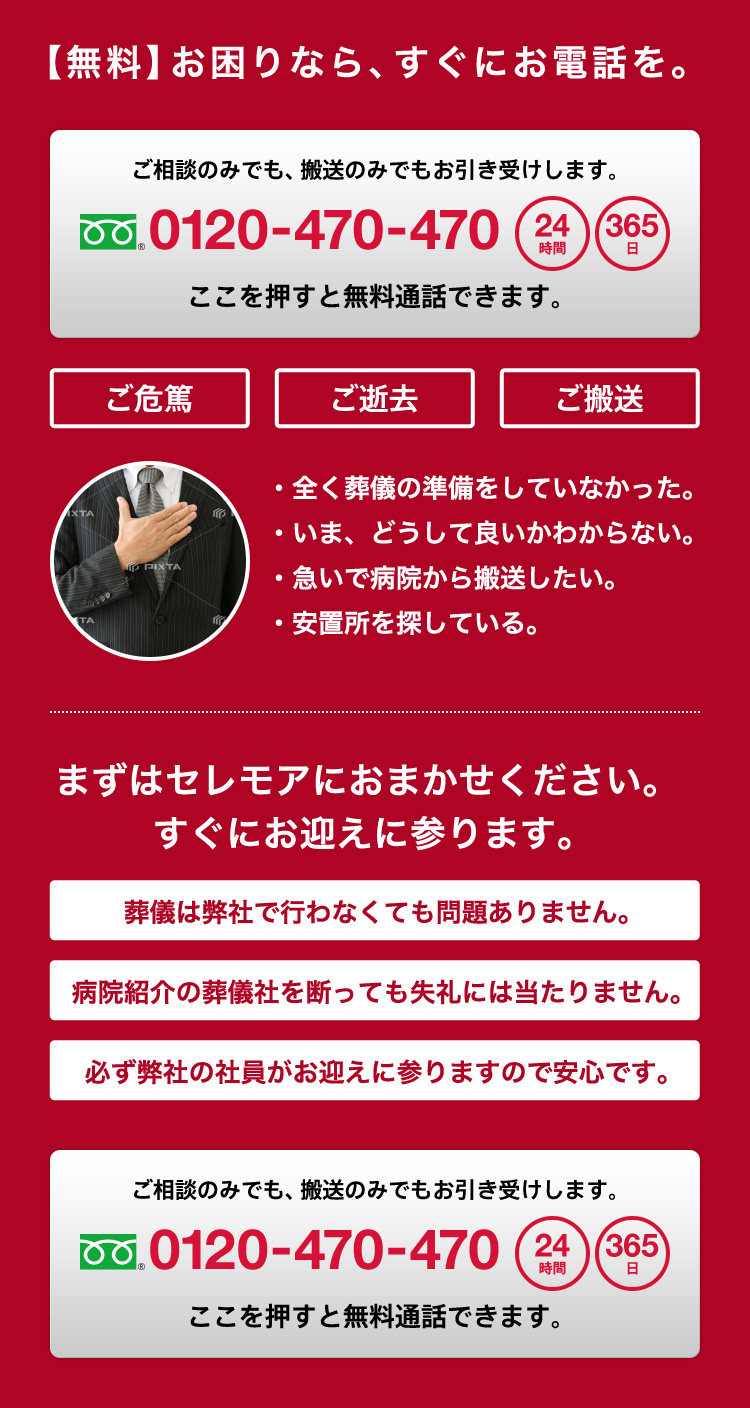 【無料】お困りなら、すぐにお電話を。
ご相談のみでも、搬送のみでもお引き受けします。
® 0120-470-470 24時間 365日
ここを押すと無料通話できます。
ご危篤 ご逝去 ご搬送
・全く葬儀の準備をしていなかった。
・いま、どうして良いかわからない。
・急いで病院から搬送したい。
・安置所を探している。
PIXTA
まずはセレモアにおまかせください。
すぐにお迎えに参ります。
葬儀は弊社で行わなくても問題ありません。
病院紹介の葬儀社を断っても失礼には当たりません。
必ず弊社の社員がお迎えに参りますので安心です。
ご相談のみでも、搬送のみでもお引き受けします。
® 0120-470-470 24時間 365日
ここを押すと無料通話できます。